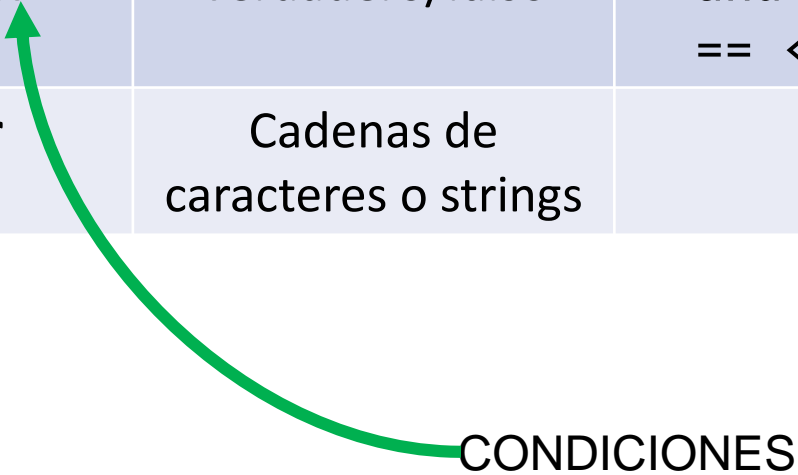 == <
r
Cadenas de
caracteres o strings
CONDICIONES